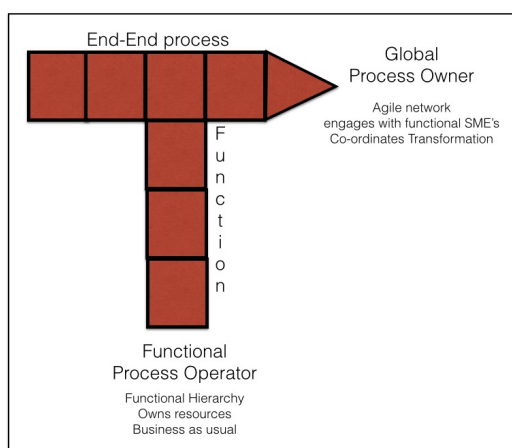 End-End process
Global
Process Owner
Agile network
engages with functional SME's
Co-ordinates Transformation
Function
Functional
Process Operator
Functional Hierarchy
Owns resources
Business as usual